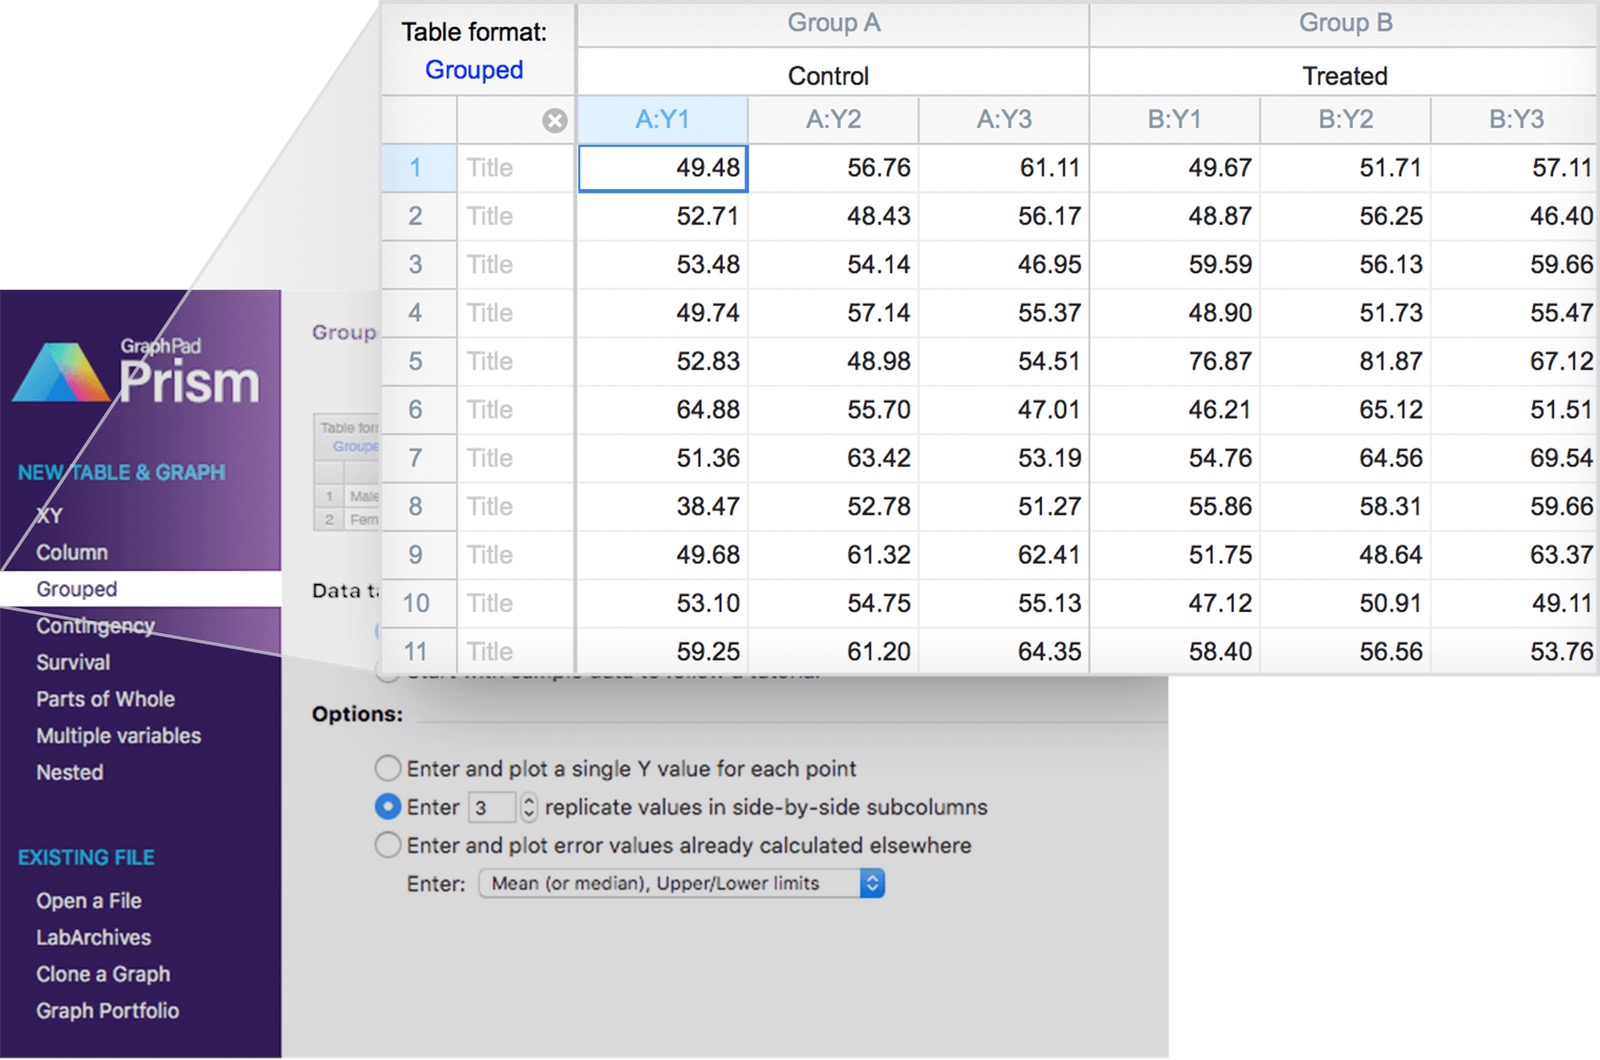 Table format:
Grouped
Group A
Group B
Control
Treated
A:Y1 A:Y2 A:Y3 B:Y1 B:Y2 B:Y3
1 Title 49.48 56.76 61.11 49.67 51.71 57.11
2 Title 52.71 48.43 56.17 48.87 56.25 46.40
3 Title 53.48 54.14 46.95 59.59 56.13 59.66
4 Title 49.74 57.14 55.37 48.90 51.73 55.47
5 Title 52.83 48.98 54.51 76.87 81.87 67.12
6 Title 64.88 55.70 47.01 46.21 65.12 51.51
7 Title 51.36 63.42 53.19 54.76 64.56 69.54
8 Title 38.47 52.78 51.27 55.86 58.31 59.66
9 Title 49.68 61.32 62.41 51.75 48.64 63.37
10 Title 53.10 54.75 55.13 47.12 50.91 49.11
11 Title 59.25 61.20 64.35 58.40 56.56 53.76
GraphPad
Prism
NEW TABLE & GRAPH
XY
Column
Grouped
Contingency
Survival
Parts of Whole
Multiple variables
Nested
EXISTING FILE
Open a File
LabArchives
Clone a Graph
Graph Portfolio
Group
Table for
Groupe
1 Male
2 Fem
Data ta
Start with sample data to follow a tutorial
Options:
Enter and plot a single Y value for each point
Enter 3 replicate values in side-by-side subcolumns
Enter and plot error values already calculated elsewhere
Enter: Mean (or median), Upper/Lower limits